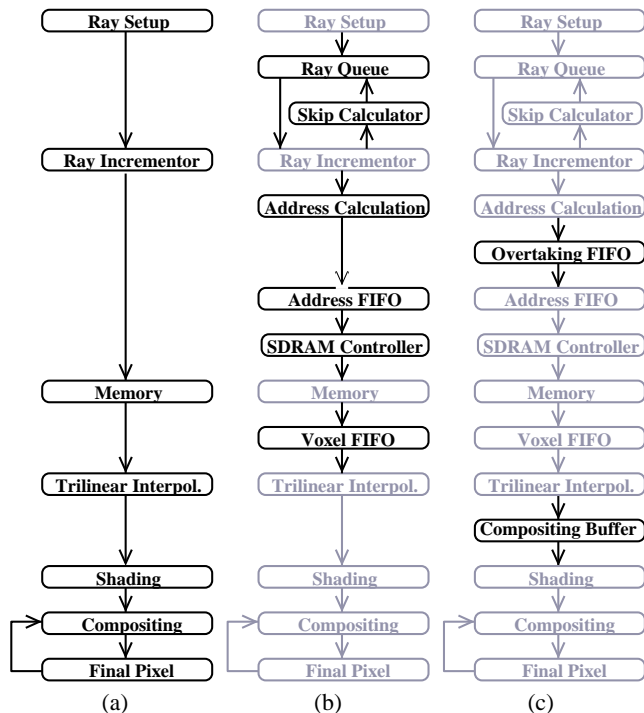 Ray Setup
Ray Incrementor
Memory
Trilinear Interpol.
Shading
Compositing
Final Pixel
(a)
Ray Setup
Ray Queue
Skip Calculator
Ray Incrementor
Address Calculation
Address FIFO
SDRAM Controller
Memory
Voxel FIFO
Trilinear Interpol.
Shading
Compositing
Final Pixel
(b)
Ray Setup
Ray Queue
Skip Calculator
Ray Incrementor
Address Calculation
Overtaking FIFO
Address FIFO
SDRAM Controller
Memory
Voxel FIFO
Trilinear Interpol.
Compositing Buffer
Shading
Compositing
Final Pixel
(c)